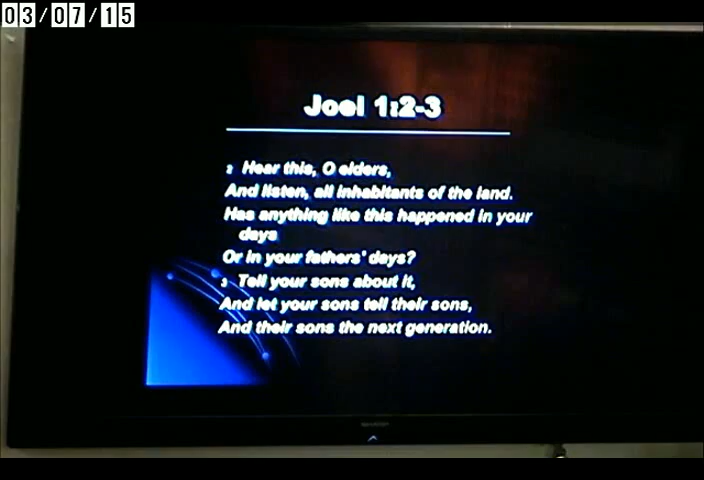 03/07/15
Joel 1:2-3
2 Hear this, O elders,
And listen, all inhabitants of the land.
Has anything like this happened in your
days
Or in your fathers' days?
3 Tell your sons about it,
And let your sons tell their sons,
And their sons the next generation.
SHARP